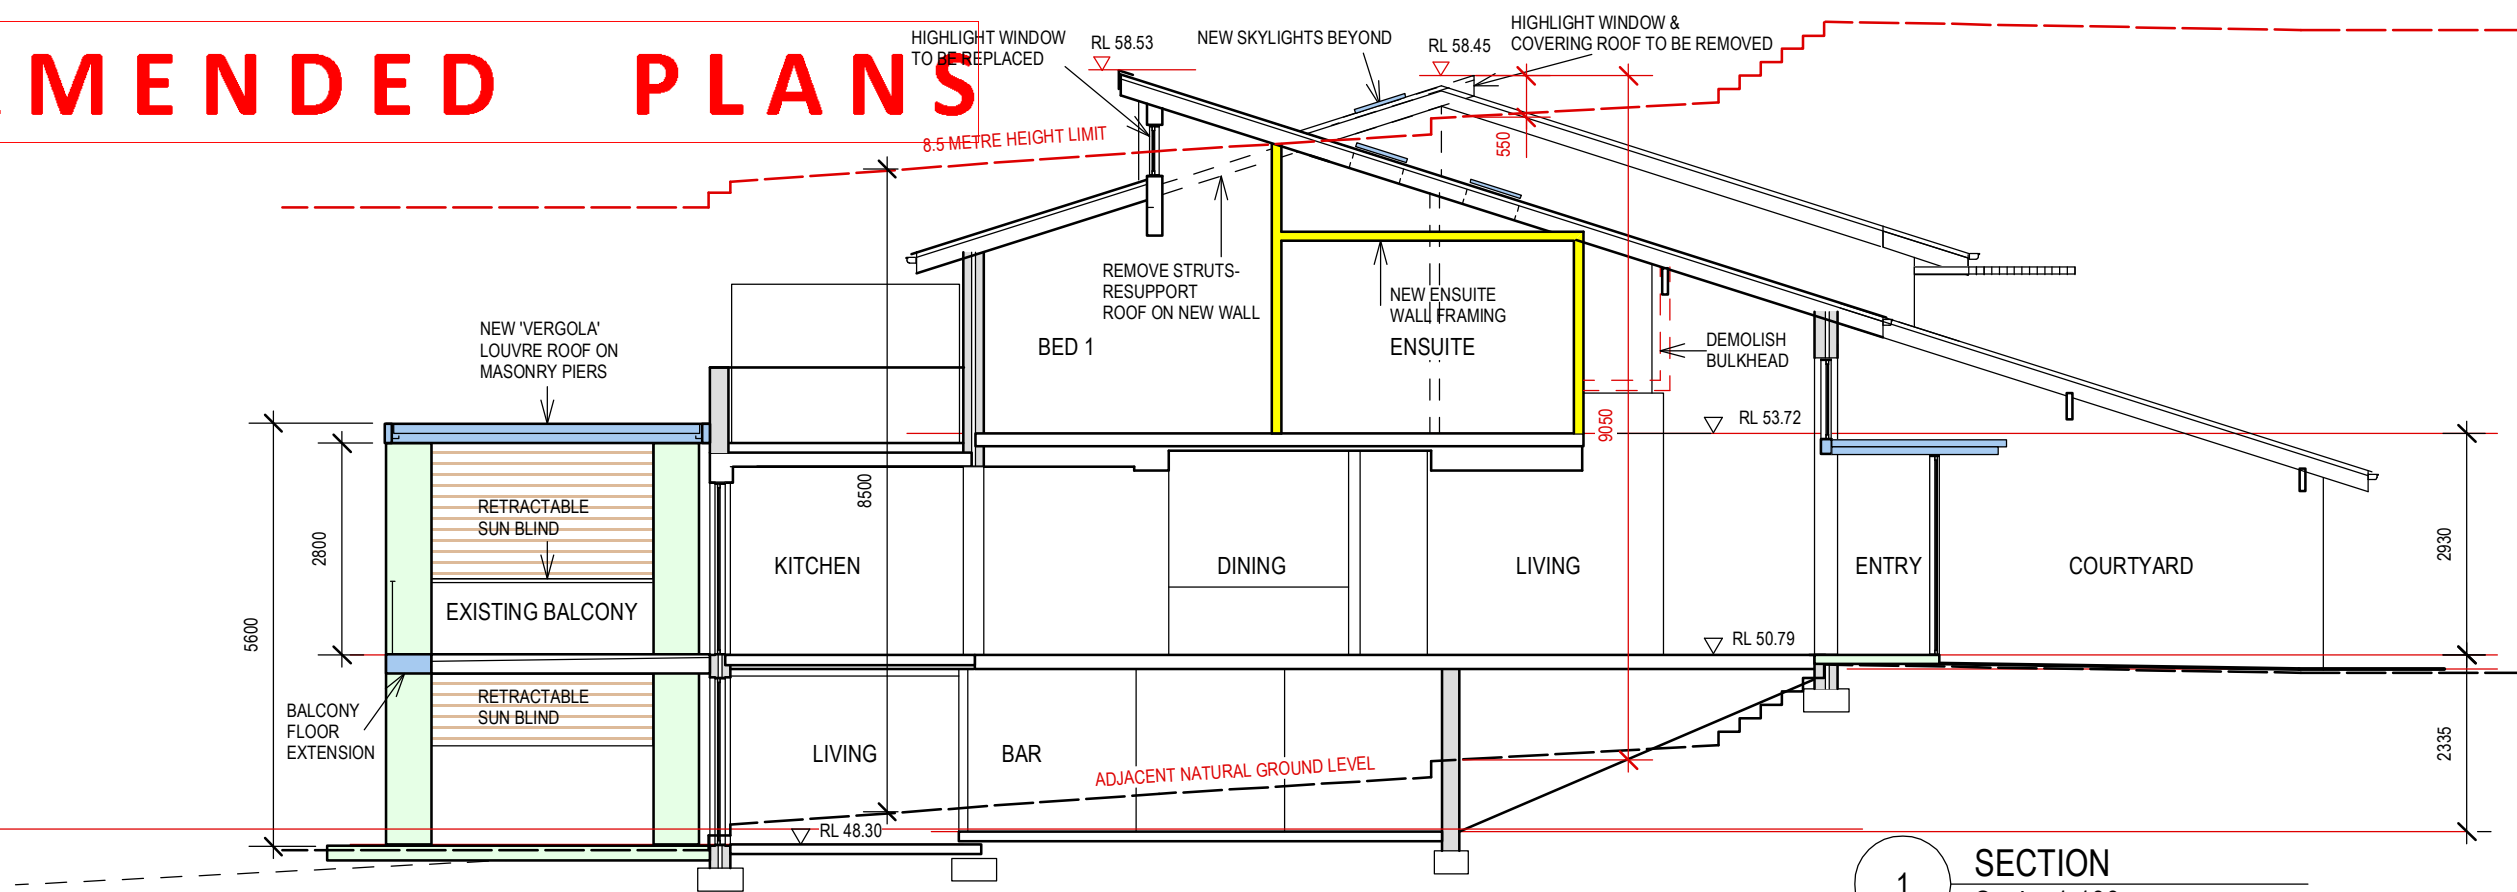 MENDED PLANS
HIGHLIGHT WINDOW
TO BE REPLACED
RL 58.53
NEW SKYLIGHTS BEYOND
RL 58.45
HIGHLIGHT WINDOW &
COVERING ROOF TO BE REMOVED
8.5 METRE HEIGHT LIMIT
550
REMOVE STRUTS-
RESUPPORT
ROOF ON NEW WALL
NEW ENSUITE
WALL FRAMING
NEW 'VERGOLA'
LOUVRE ROOF ON
MASONRY PIERS
BED 1
ENSUITE
DEMOLISH
BULKHEAD
9050
RL 53.72
8500
RETRACTABLE
SUN BLIND
2800
2930
KITCHEN
DINING
LIVING
ENTRY
COURTYARD
EXISTING BALCONY
5600
RL 50.79
RETRACTABLE
SUN BLIND
BALCONY
FLOOR
EXTENSION
LIVING
BAR
ADJACENT NATURAL GROUND LEVEL
2335
RL 48.30
1
SECTION